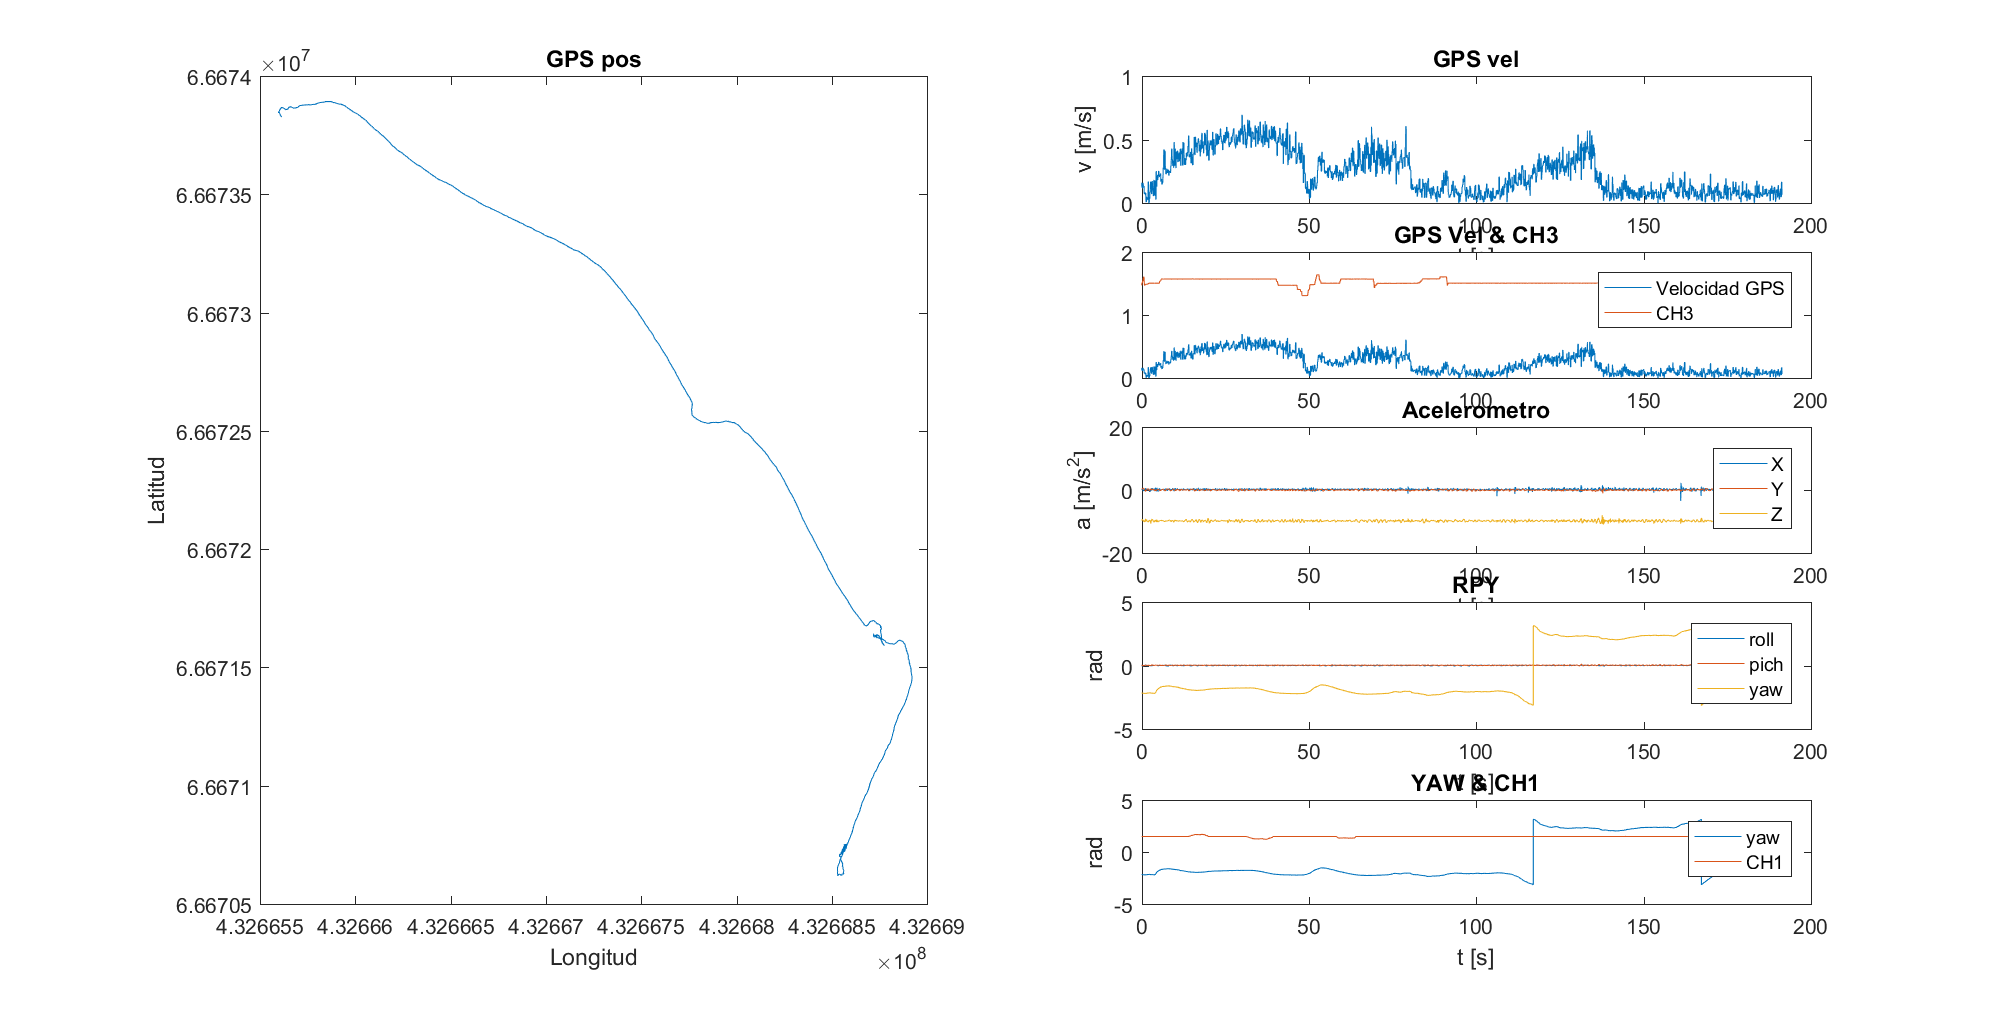 GPS pos
×10^7
6.6674
6.66735
6.6673
6.66725
6.6672
6.66715
6.6671
6.66705
Latitud
4.326655 4.32666 4.326665 4.32667 4.326675 4.32668 4.326685 4.32669
Longitud
×10^8
GPS vel
1
0.5
0
v [m/s]
0 50 100 150 200
t [s]
GPS Vel & CH3
2
1
0
Velocidad GPS
CH3
0 50 100 150 200
Acelerometro
20
0
-20
a [m/s^2]
X
Y
Z
0 50 100 150 200
t [s]
RPY
5
0
-5
rad
roll
pich
yaw
0 50 100 150 200
t [s]
YAW & CH1
5
0
-5
rad
yaw
CH1
0 50 100 150 200
t [s]